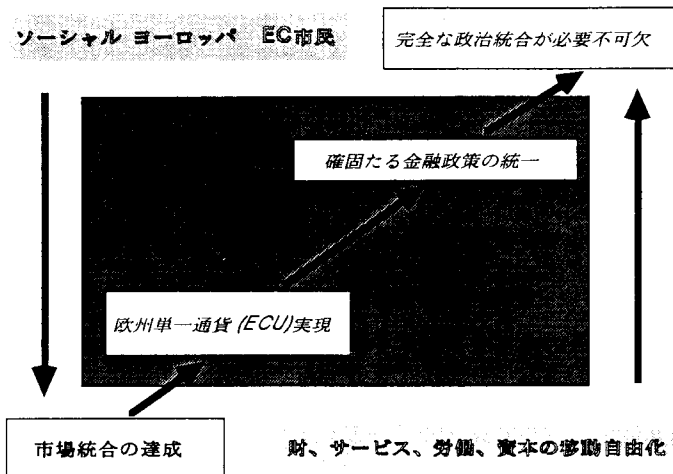 ソーシャル ヨーロッパ EC市民
完全な政治統合が必要不可欠
確固たる金融政策の統一
欧州単一通貨 (ECU)実現
市場統合の達成
財、サービス、労働、資本の移動自由化